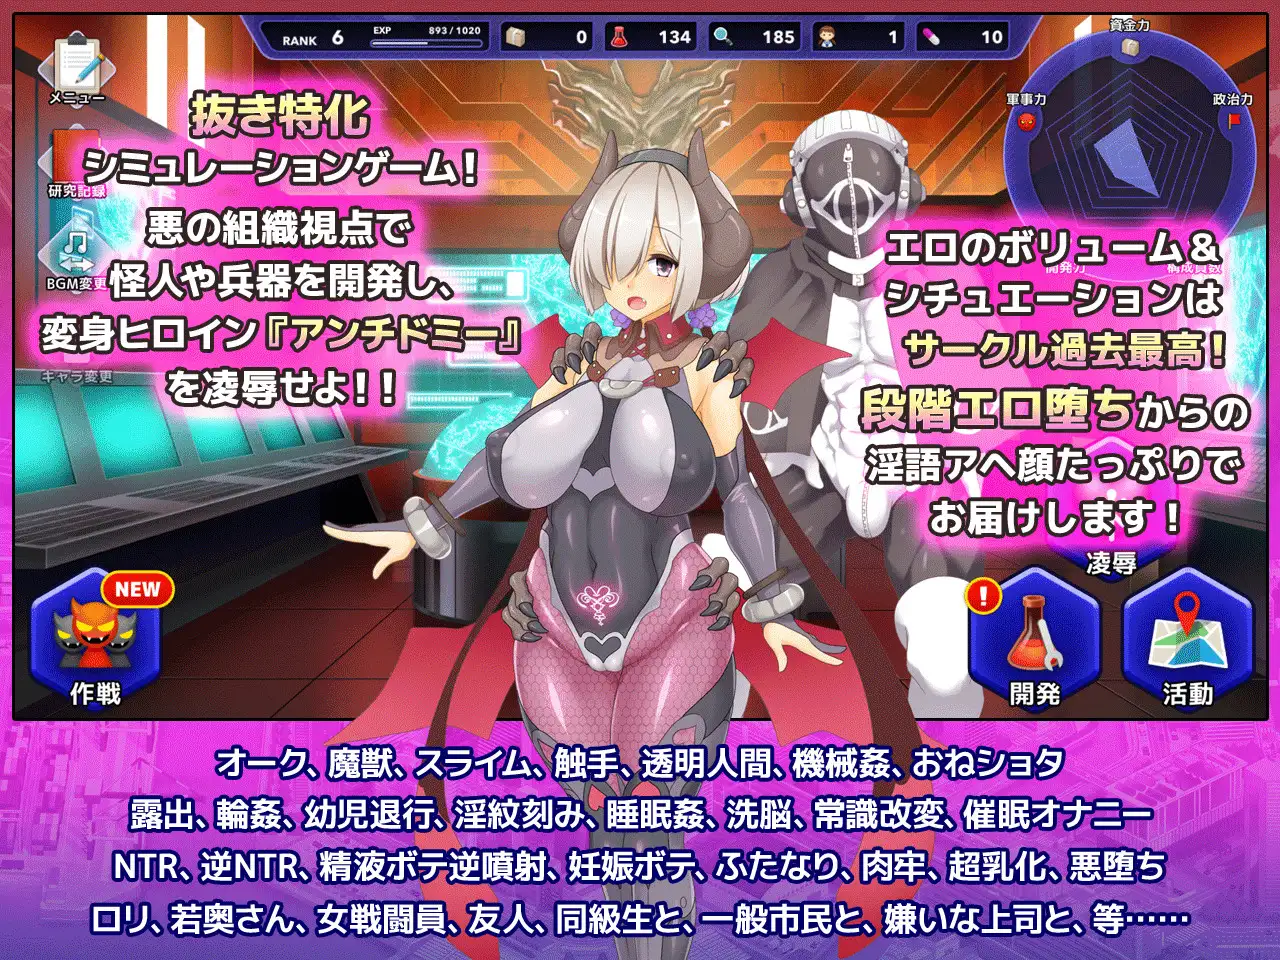 RANK 6 EXP 893/1020 0 134 185 1 10
資金力
軍事力
政治力
開発力
構成員数
メニュー
研究記録
BGM変更
キャラ変更
抜き特化
シミュレーションゲーム!
悪の組織視点で
怪人や兵器を開発し、
変身ヒロイン『アンチドミー』
を凌辱せよ!!
エロのボリューム&
シチュエーションは
サークル過去最高!
段階エロ堕ちからの
淫語アヘ顔たっぷりで
お届けします!
凌辱
NEW
作戦
!
開発
活動
オーク、魔獣、スライム、触手、透明人間、機械姦、おねショタ
露出、輪姦、幼児退行、淫紋刻み、睡眠姦、洗脳、常識改変、催眠オナニー
NTR、逆NTR、精液ボテ逆噴射、妊娠ボテ、ふたなり、肉牢、超乳化、悪堕ち
ロリ、若奥さん、女戦闘員、友人、同級生と、一般市民と、嫌いな上司と、等……